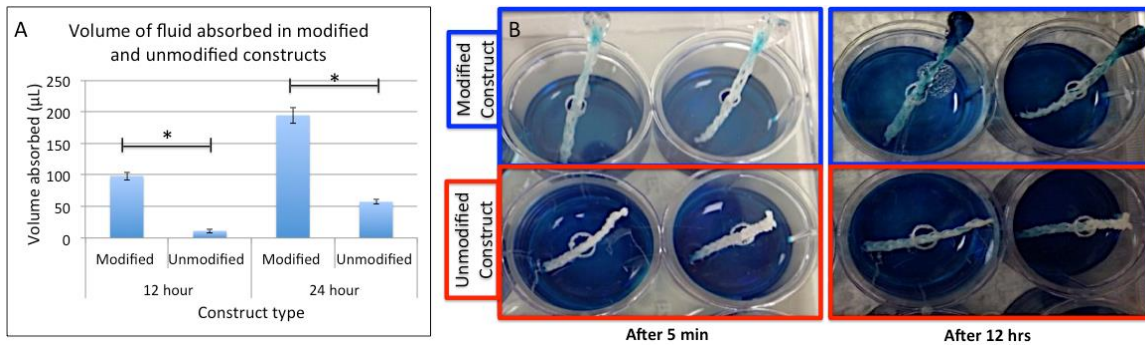 A
Volume of fluid absorbed in modified
and unmodified constructs
Volume absorbed (µL)
250
200
150
100
50
0
*
*
Modified
Unmodified
Modified
Unmodified
12 hour
24 hour
Construct type
B
Modified
Construct
Unmodified
Construct
After 5 min
After 12 hrs